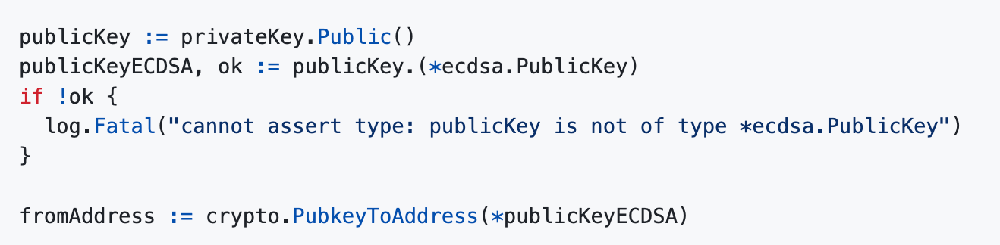 publicKey := privateKey.Public()
publicKeyECDSA, ok := publicKey.(*ecdsa.PublicKey)
if !ok {
  log.Fatal("cannot assert type: publicKey is not of type *ecdsa.PublicKey")
}

fromAddress := crypto.PubkeyToAddress(*publicKeyECDSA)